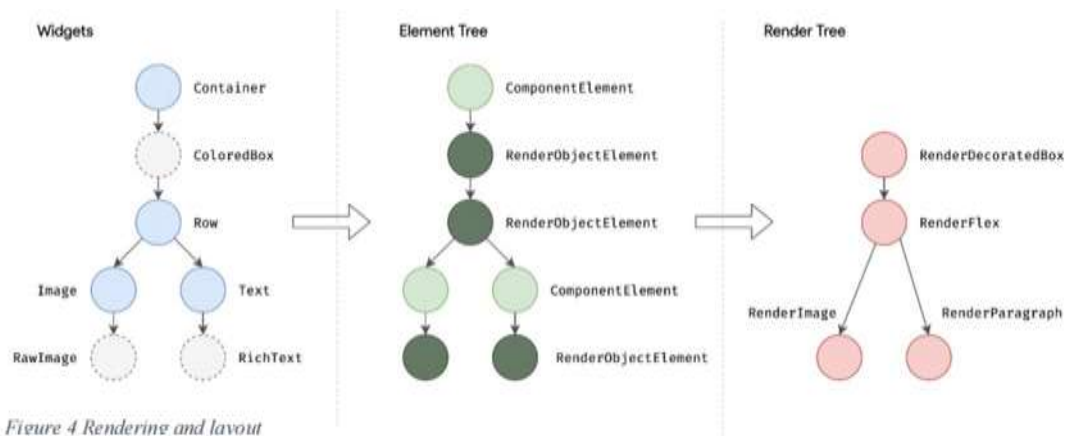 Widgets
Element Tree
Render Tree
Container
ColoredBox
Row
Image
Text
RawImage
RichText
ComponentElement
RenderObjectElement
RenderObjectElement
ComponentElement
RenderObjectElement
RenderDecoratedBox
RenderFlex
RenderImage
RenderParagraph
Figure 4 Rendering and layout